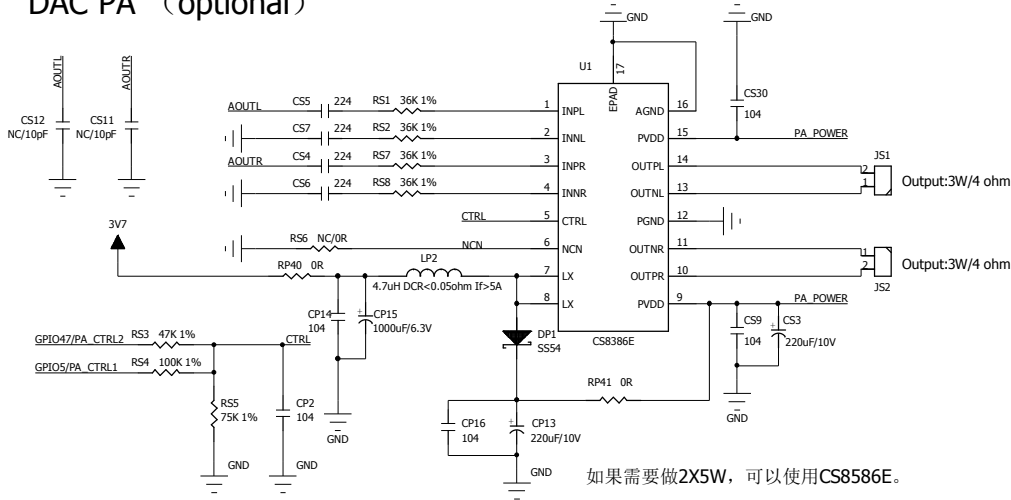 DAC PA （optional）
GND
GND
AOUTL
AOUTR
CS12
NC/10pF
CS11
NC/10pF
U1
17
EPAD
CS30
104
AOUTL CS5 224 RS1 36K 1% 1 INPL AGND 16
CS7 224 RS2 36K 1% 2 INNL PVDD 15 PA_POWER
AOUTR CS4 224 RS7 36K 1% 3 INPR OUTPL 14 2 JS1
CS6 224 RS8 36K 1% 4 INNR OUTNL 13 1 Output:3W/4 ohm
CTRL 5 CTRL PGND 12
3V7 RS6 NC/0R NCN 6 NCN OUTNR 11 1
RP40 0R LP2 7 LX OUTPR 10 2 Output:3W/4 ohm
JS2
4.7uH DCR<0.05ohm If>5A
8 LX PVDD 9 PA_POWER
CP14
104
CP15
1000uF/6.3V
+
DP1
SS54
CS8386E
CS9
104
CS3
220uF/10V
+
GPIO47/PA_CTRL2 RS3 47K 1% CTRL
GPIO5/PA_CTRL1 RS4 100K 1%
RP41 0R
RS5
75K 1%
CP2
104
GND
GND
CP16
104
CP13
220uF/10V
+
GND
GND
GND
如果需要做2X5W，可以使用CS8586E。